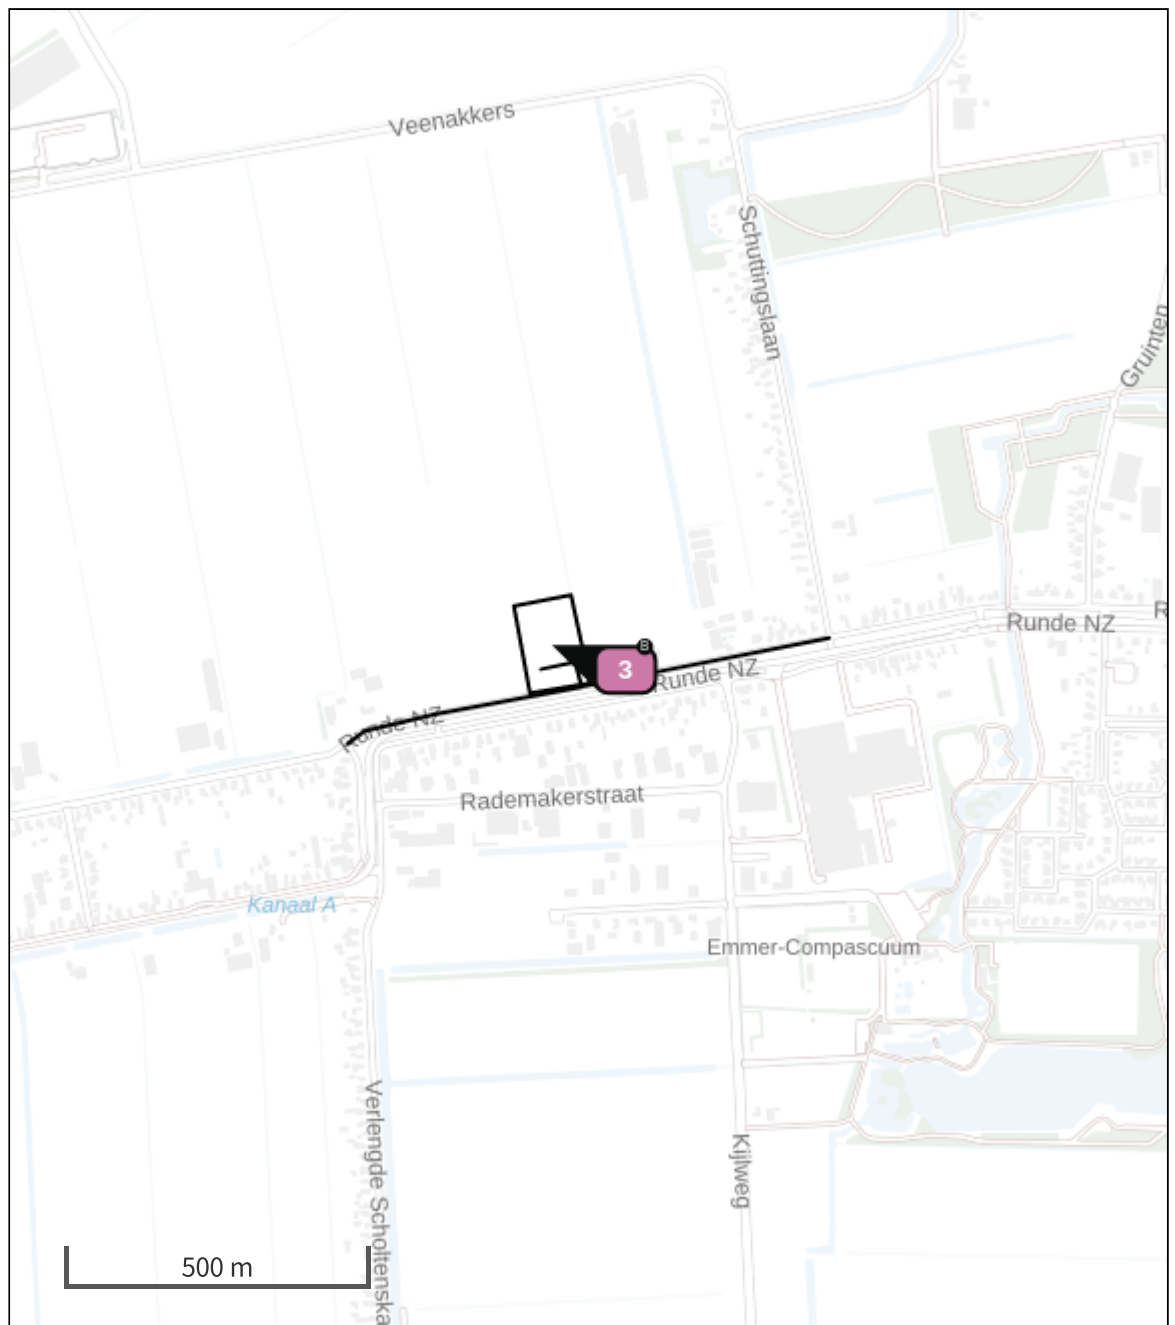 Veenakkers
Schuttingslaan
Gruinten
Runde NZ
R
B
3
Runde NZ
Runde NZ
Rademakerstraat
Kanaal A
Emmer-Compascuum
Verlengde Scholtenska
Kijlweg
500 m